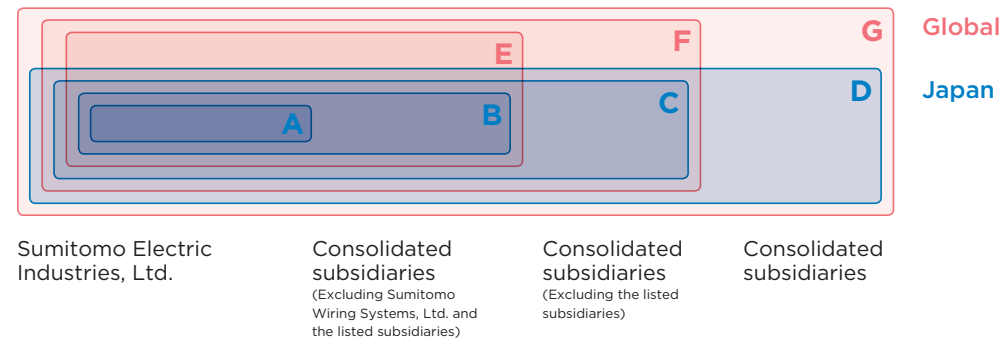 G
Global
F
E
Japan
D
C
B
A
Sumitomo Electric
Industries, Ltd.
Consolidated
subsidiaries
(Excluding Sumitomo
Wiring Systems, Ltd. and
the listed subsidiaries)
Consolidated
subsidiaries
(Excluding the listed
subsidiaries)
Consolidated
subsidiaries